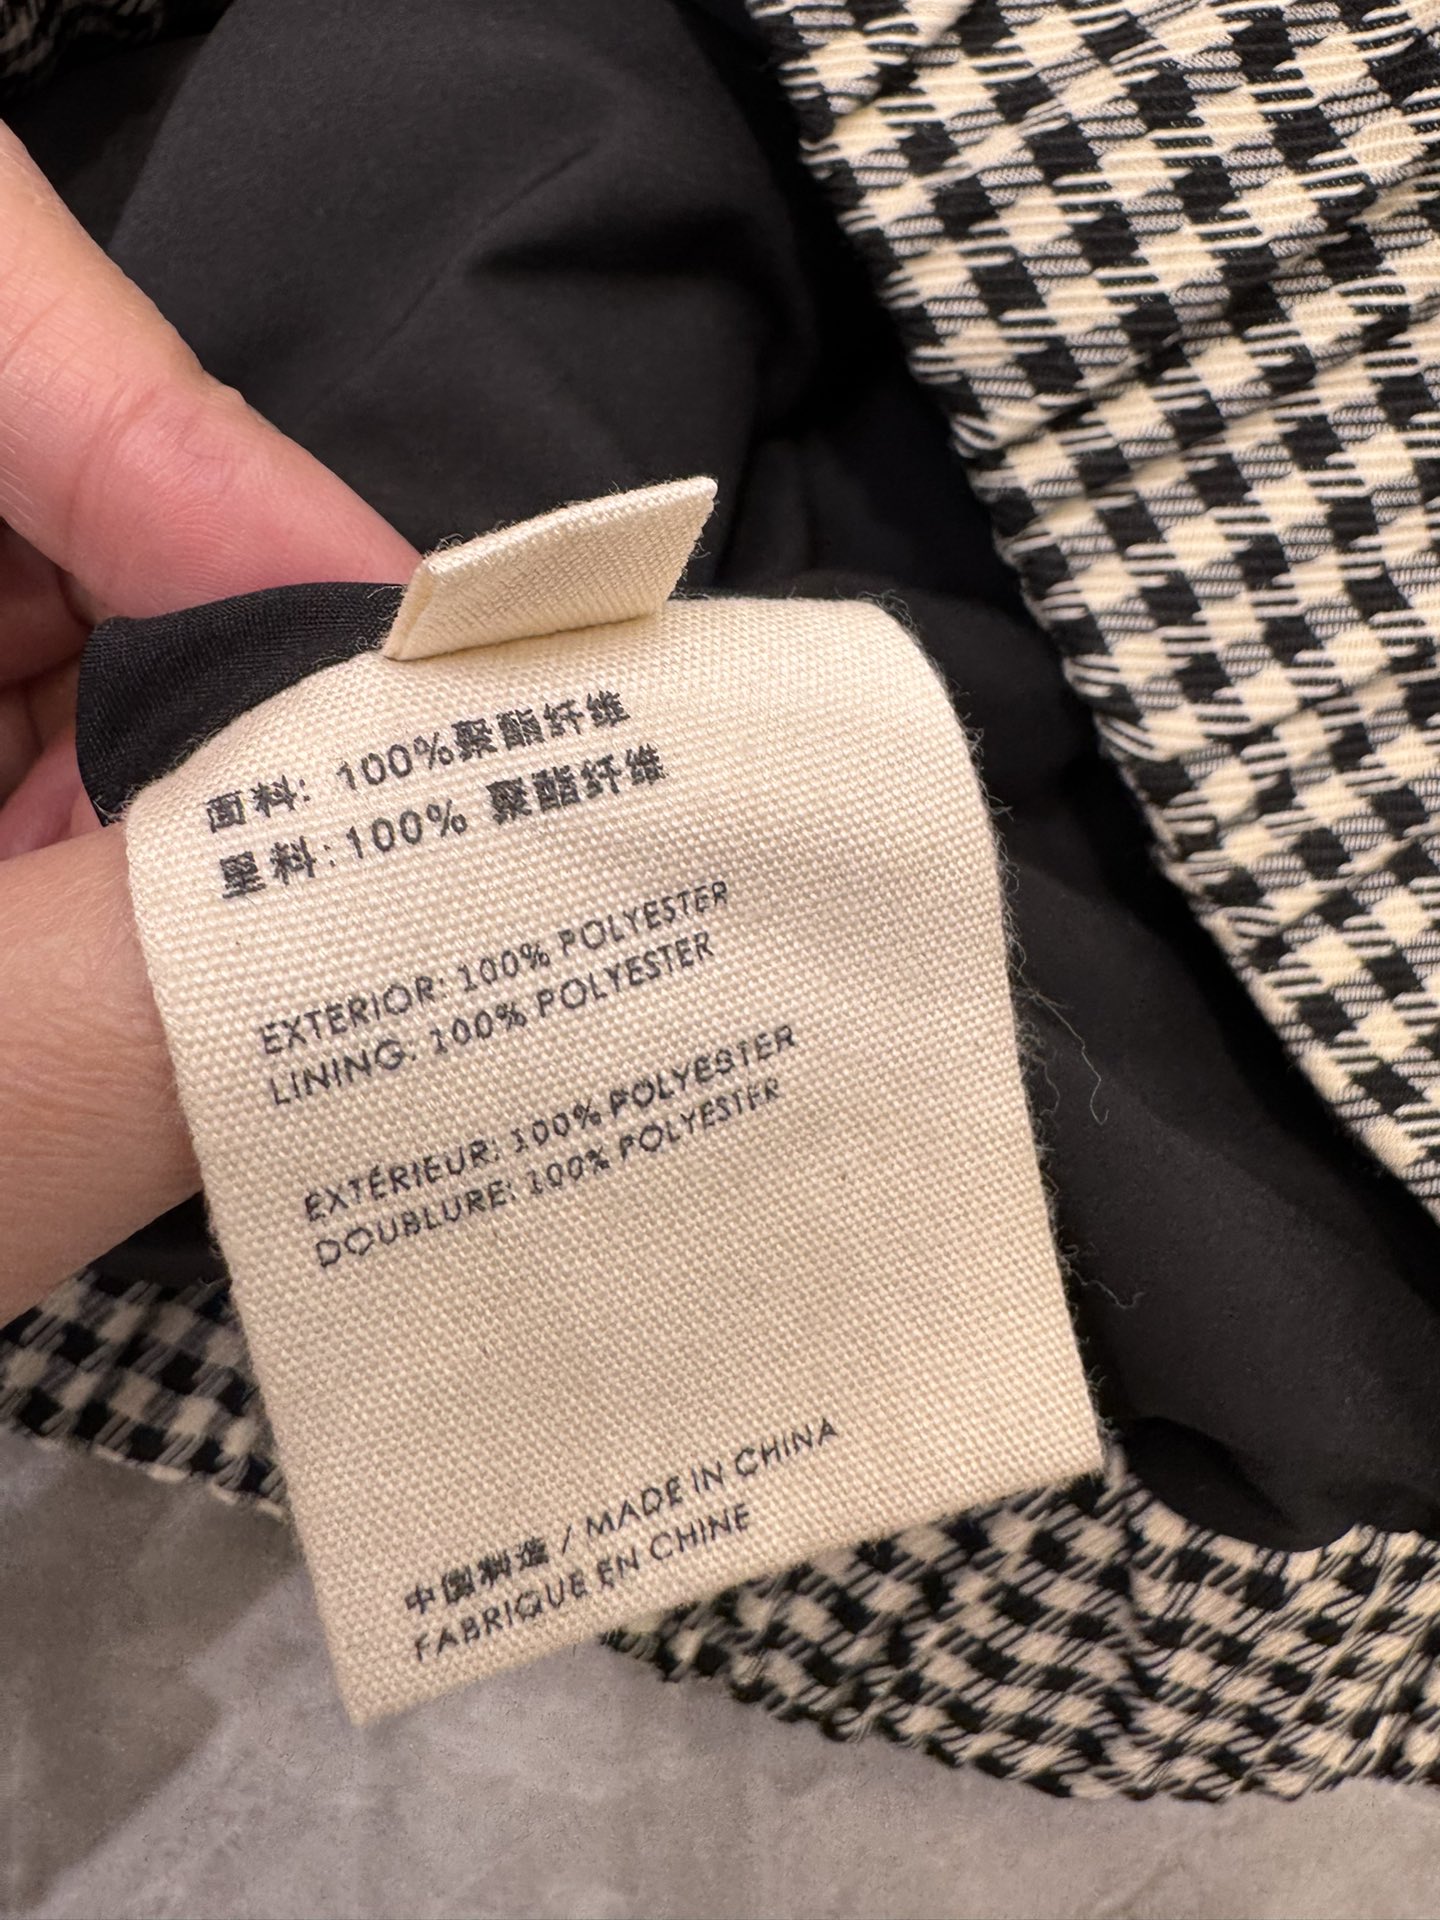 面料: 100%聚酯纤维
里料:100% 聚酯纤维
EXTERIOR: 100% POLYESTER
LINING: 100% POLYESTER
EXTÉRIEUR: 100% POLYESTER
DOUBLURE: 100% POLYESTER
中国制造 / MADE IN CHINA
FABRIQUE EN CHINE